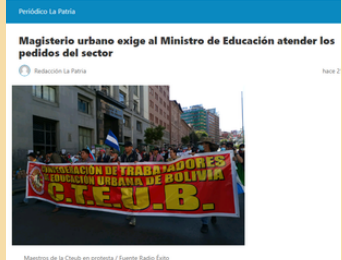 Periódico La Patria
Magisterio urbano exige al Ministro de Educación atender los
pedidos del sector
Redacción La Patria
hace 2
CONFEDERACIÓN DE TRABAJADORES
DE EDUCACIÓN URBANA DE BOLIVIA
C.T.E.U.B.
Maestros de la Cteub en protesta / Fuente Radio Éxito